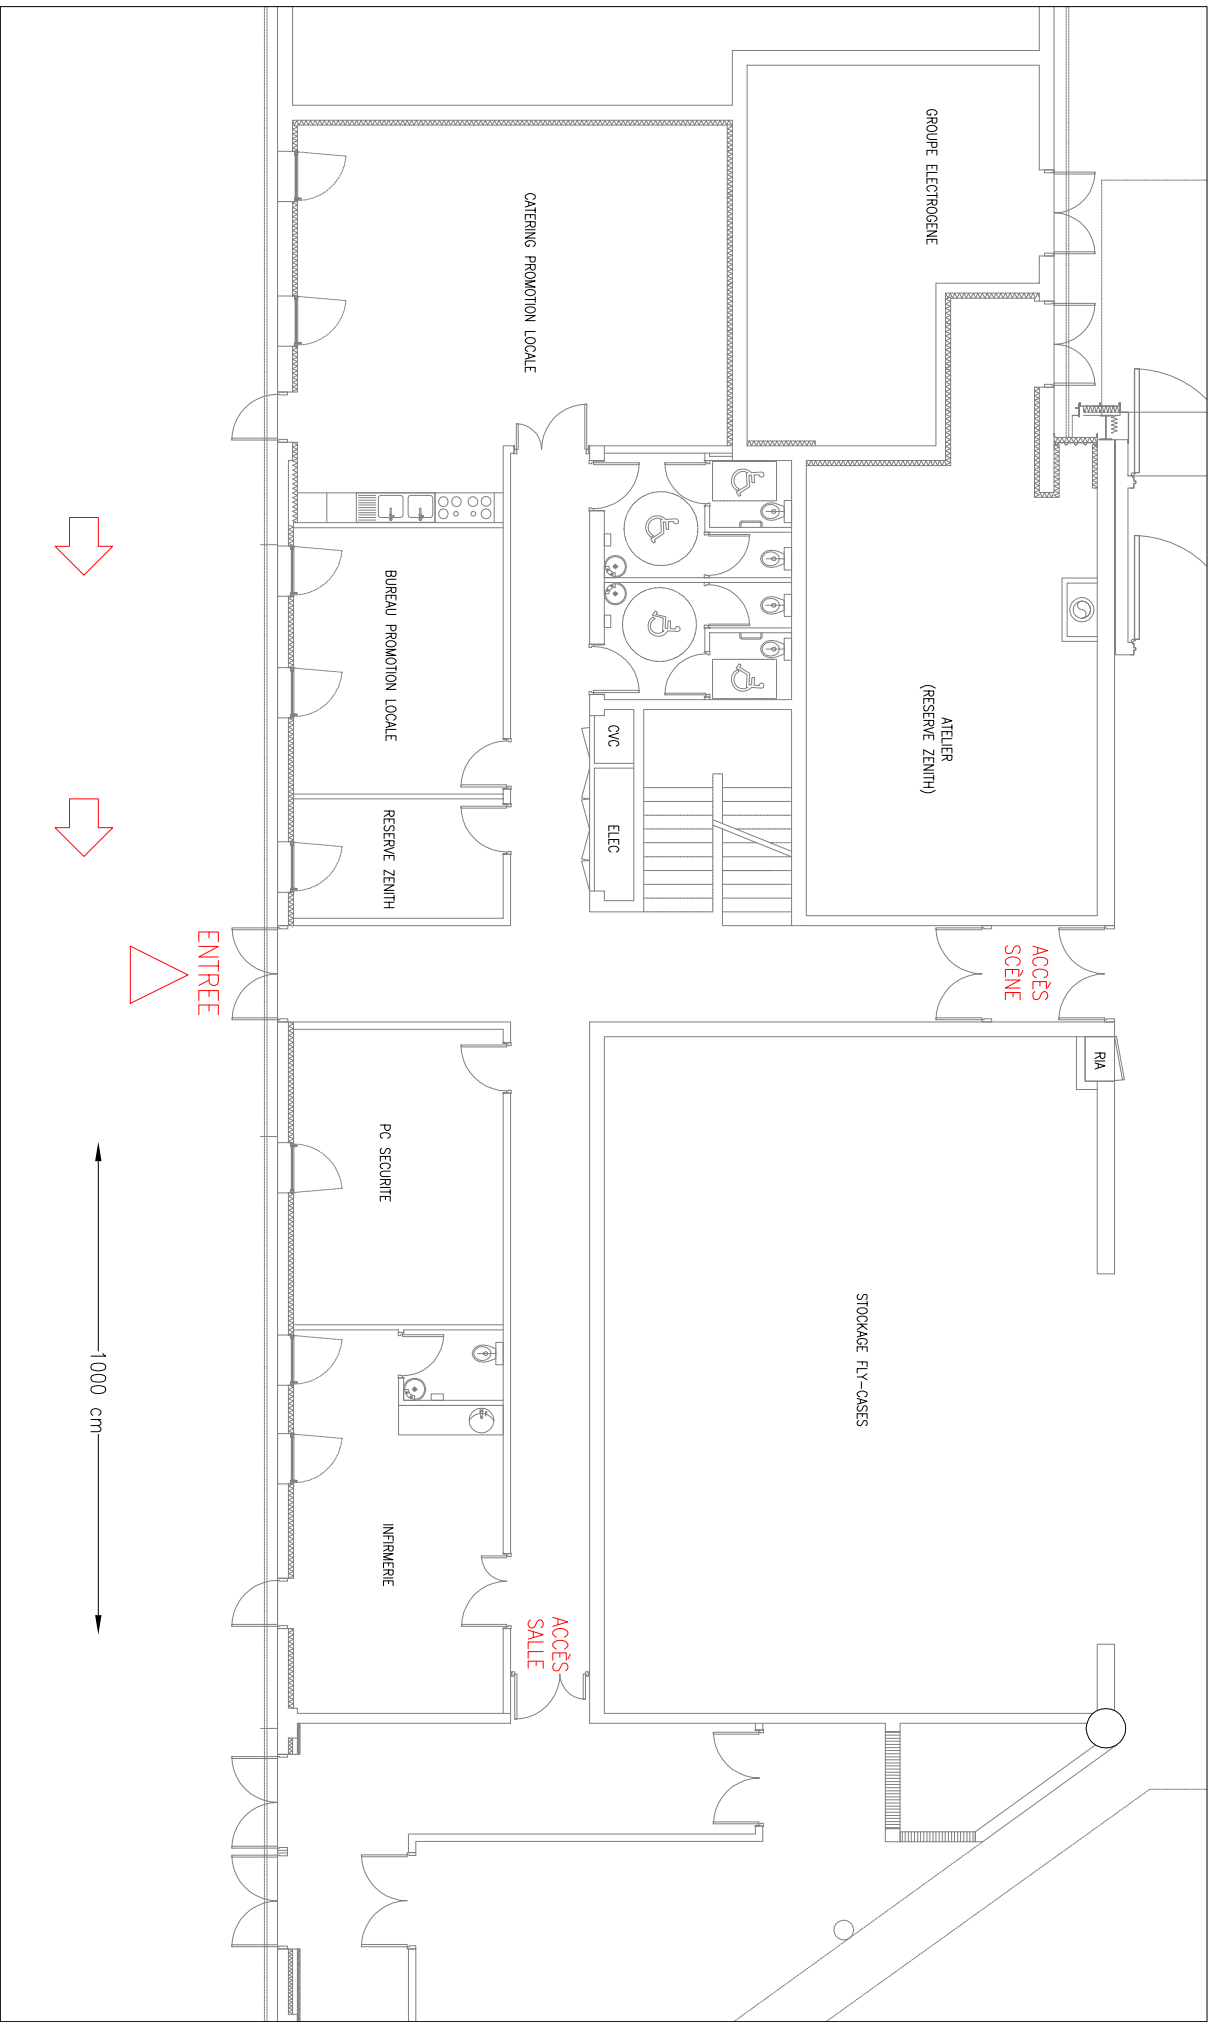 GROUPE ELECTROGENE
CATERING PROMOTION LOCALE
ATELIER
(RESERVE ZENITH)
BUREAU PROMOTION LOCALE
CVC
ELEC
RESERVE ZENITH
ENTREE
ACCÈS
SCÈNE
RIA
PC SECURITE
STOCKAGE FLY-CASES
1000 cm
INFIRMERIE
ACCÈS
SALLE